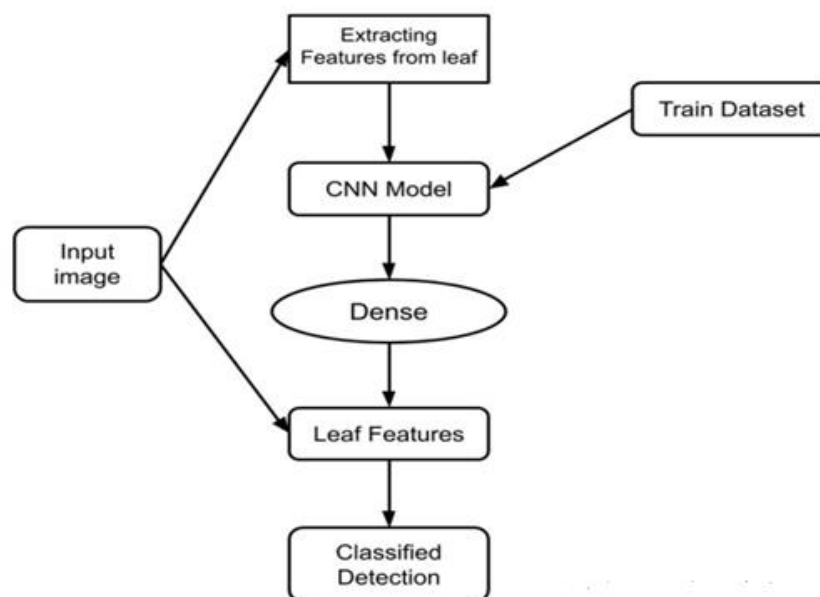 Extracting
Features from leaf
Train Dataset
CNN Model
Input
image
Dense
Leaf Features
Classified
Detection